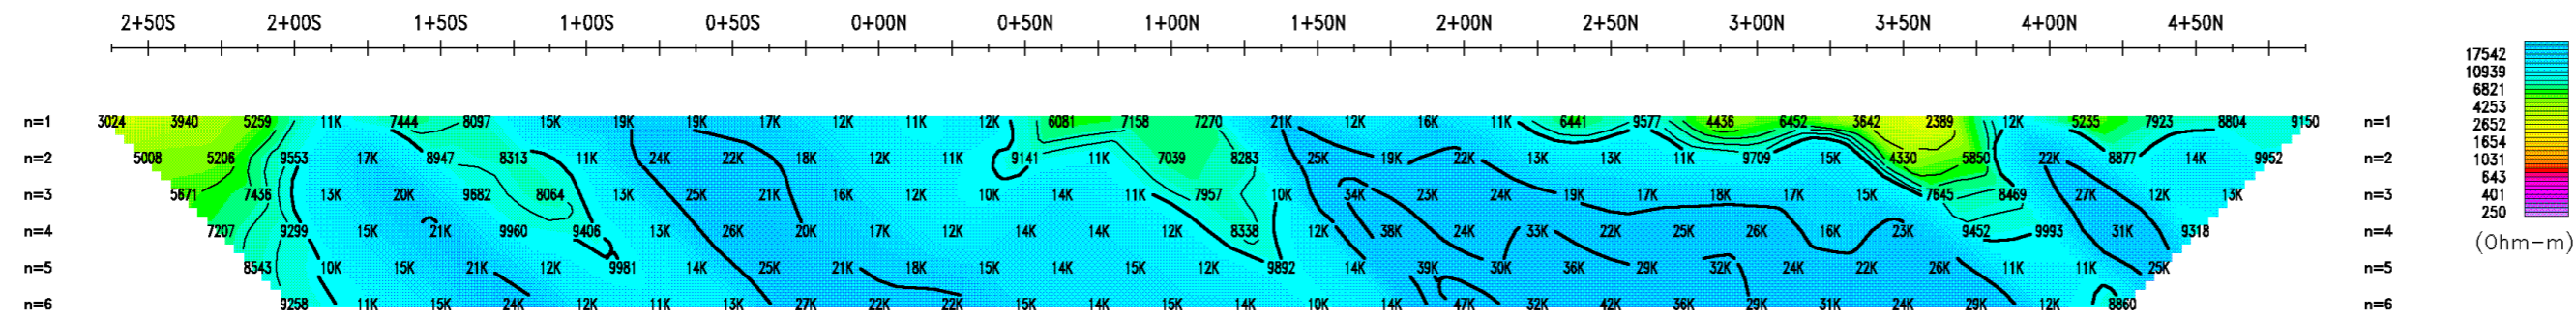 2+50S 2+00S 1+50S 1+00S 0+50S 0+00N 0+50N 1+00N 1+50N 2+00N 2+50N 3+00N 3+50N 4+00N 4+50N
n=1 3024 3940 5259 11K 7444 8097 15K 19K 19K 17K 12K 11K 12K 6081 7158 7270 21K 12K 16K 11K 6441 9577 4436 6452 3642 2389 12K 5235 7923 8804 9150 n=1
n=2 5008 5206 9553 17K 8947 8313 11K 24K 22K 18K 12K 11K 9141 11K 7039 8283 25K 19K 22K 13K 13K 11K 9709 15K 4330 5850 22K 8877 14K 9952 n=2
n=3 5671 7436 13K 20K 9682 8064 13K 25K 21K 16K 12K 10K 14K 11K 7957 10K 34K 23K 24K 19K 17K 18K 17K 15K 7645 8469 27K 12K 13K n=3
n=4 7207 9299 15K 21K 9960 9406 13K 26K 20K 17K 12K 14K 14K 12K 8338 12K 38K 24K 33K 22K 25K 26K 16K 23K 9452 9993 31K 9318 n=4
n=5 8543 10K 15K 21K 12K 9981 14K 25K 21K 18K 15K 14K 15K 12K 9892 14K 39K 30K 36K 29K 32K 24K 22K 26K 11K 11K 25K n=5
n=6 9258 11K 15K 24K 12K 11K 13K 27K 22K 22K 15K 14K 15K 14K 10K 14K 47K 32K 42K 36K 29K 31K 24K 29K 12K 8860 n=6
17542
10939
6821
4253
2652
1654
1031
643
401
250
(Ohm-m)